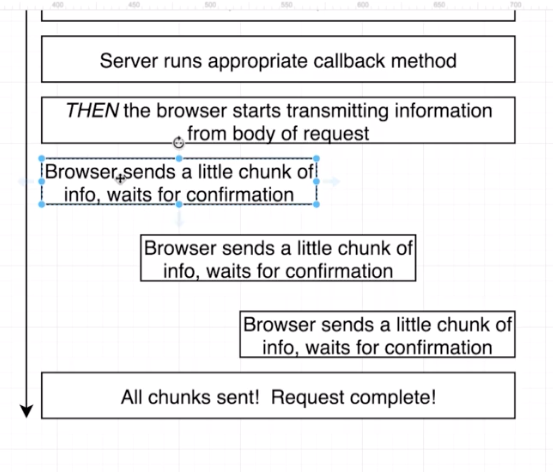 400 450 500 550 600 650 700
Server runs appropriate callback method
THEN the browser starts transmitting information
from body of request
Browser sends a little chunk of
info, waits for confirmation
Browser sends a little chunk of
info, waits for confirmation
Browser sends a little chunk of
info, waits for confirmation
All chunks sent!  Request complete!